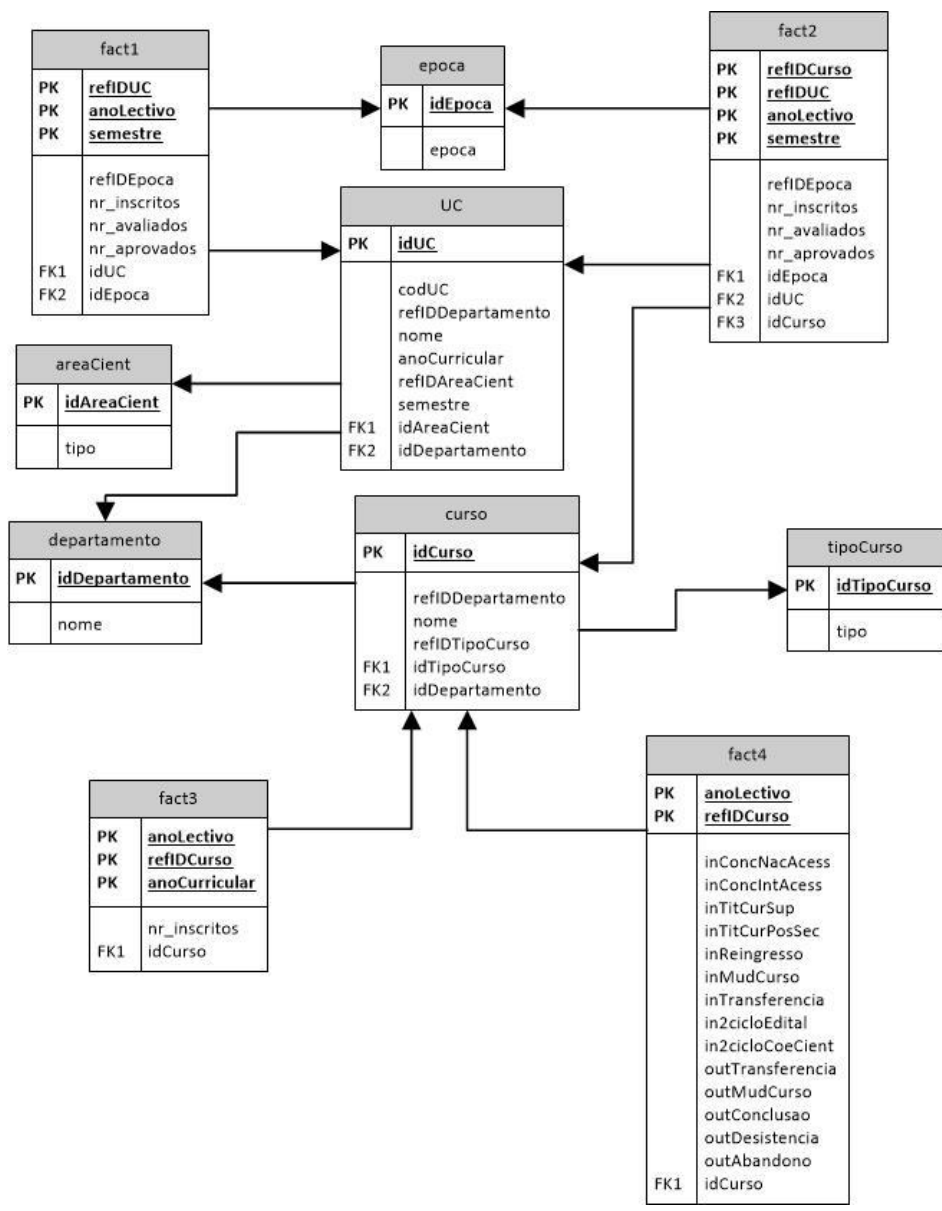 fact1
PK refIDUC
PK anoLectivo
PK semestre
refIDEpoca
nr_inscritos
nr_avaliados
nr_aprovados
FK1 idUC
FK2 idEpoca
epoca
PK idEpoca
epoca
fact2
PK refIDCurso
PK refIDUC
PK anoLectivo
PK semestre
refIDEpoca
nr_inscritos
nr_avaliados
nr_aprovados
FK1 idEpoca
FK2 idUC
FK3 idCurso
UC
PK idUC
codUC
refIDDepartamento
nome
anoCurricular
refIDAreaCient
semestre
FK1 idAreaCient
FK2 idDepartamento
areaCient
PK idAreaCient
tipo
departamento
PK idDepartamento
nome
curso
PK idCurso
refIDDepartamento
nome
refIDTipoCurso
FK1 idTipoCurso
FK2 idDepartamento
tipoCurso
PK idTipoCurso
tipo
fact3
PK anoLectivo
PK refIDCurso
PK anoCurricular
nr_inscritos
FK1 idCurso
fact4
PK anoLectivo
PK refIDCurso
inConcNacAcess
inConcIntAcess
inTitCurSup
inTitCurPosSec
inReingresso
inMudCurso
inTransferencia
in2cicloEdital
in2cicloCoeCient
outTransferencia
outMudCurso
outConclusao
outDesistencia
outAbandono
FK1 idCurso